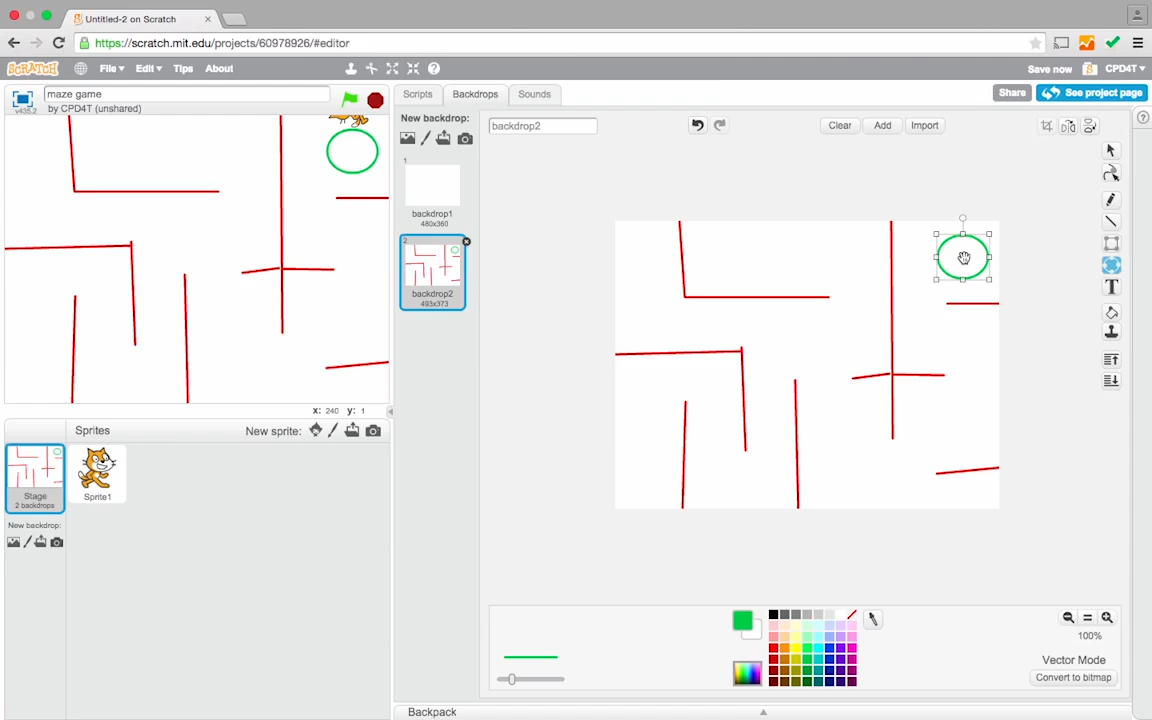 Untitled-2 on Scratch
https://scratch.mit.edu/projects/60978926/#editor
SCRATCH File Edit Tips About Save now CPD4T
v435.2 maze game
by CPD4T (unshared)
Scripts Backdrops Sounds Share See project page
New backdrop:
backdrop2 Clear Add Import
1
backdrop1
480x360
2
backdrop2
493x373
T
x: 240 y: 1
Sprites New sprite:
Stage
2 backdrops
Sprite1
New backdrop:
100%
Vector Mode
Convert to bitmap
Backpack